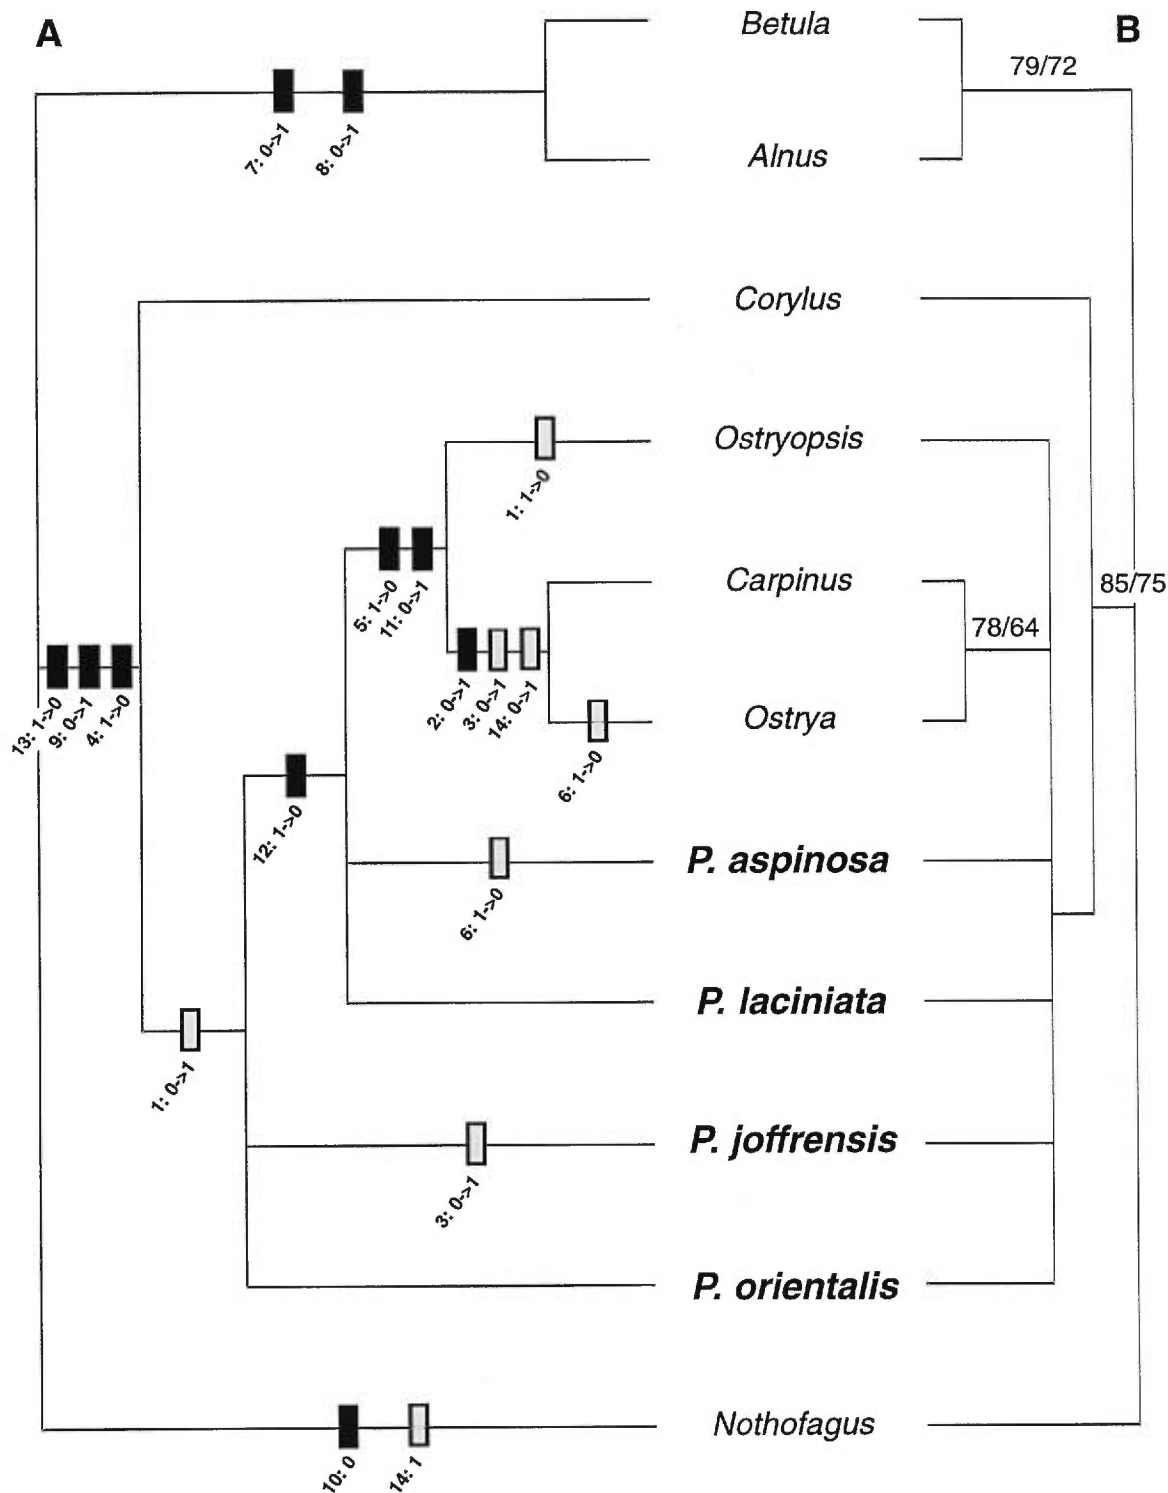 A
B
Betula
79/72
7: 0->1
8: 0->1
Alnus
Corylus
Ostryopsis
1: 1->0
5: 1->0
11: 0->1
Carpinus
85/75
78/64
13: 1->0
9: 0->1
4: 1->0
2: 0->1
3: 0->1
14: 0->1
Ostrya
6: 1->0
12: 1->0
P. aspinosa
6: 1->0
P. laciniata
1: 0->1
P. joffrensis
3: 0->1
P. orientalis
Nothofagus
10: 0
14: 1